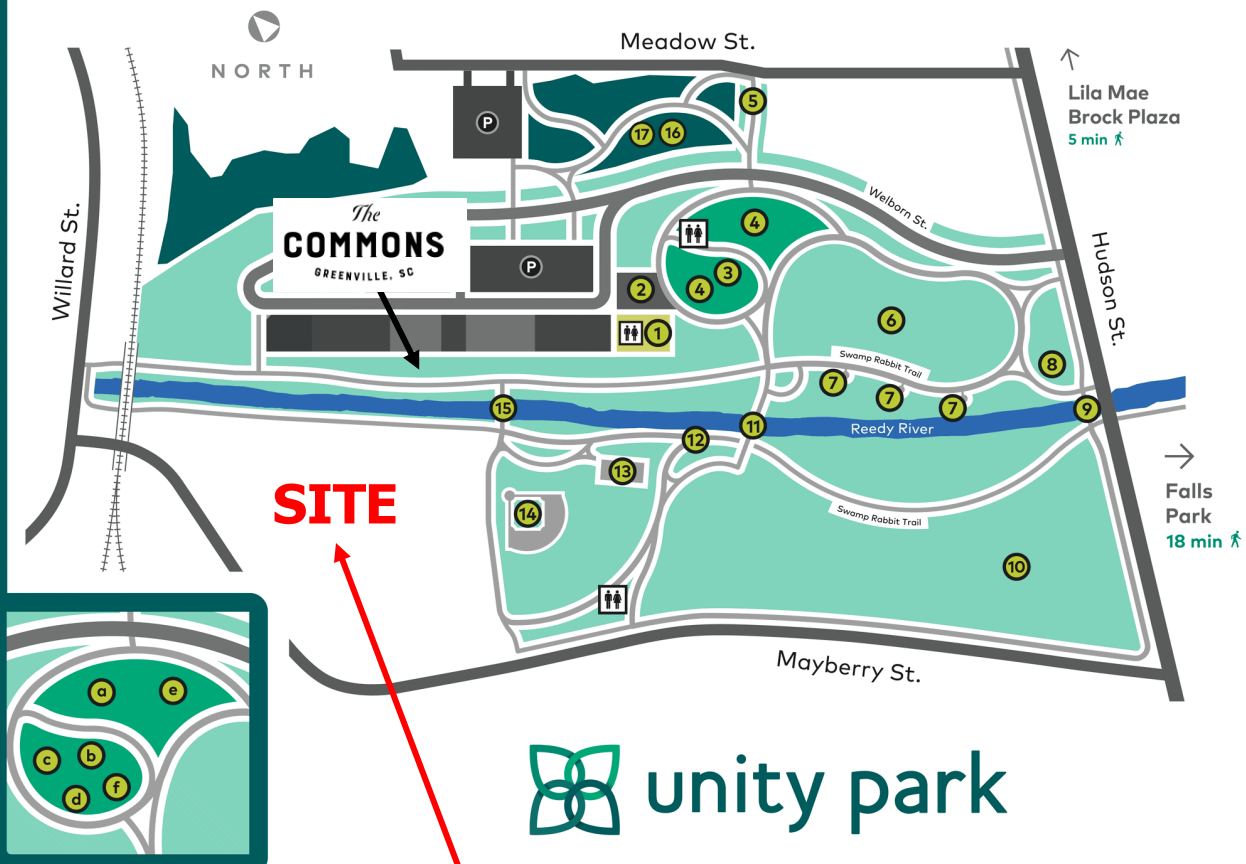 NORTH
Meadow St.
Lila Mae
Brock Plaza
5 min
P
5
17
16
Willard St.
The
COMMONS
GREENVILLE, SC
Welborn St.
4
Hudson St.
P
3
2
4
1
6
8
Swamp Rabbit Trail
7
7
7
15
11
Reedy River
9
12
13
Falls
Park
18 min
SITE
14
Swamp Rabbit Trail
10
Mayberry St.
a
e
c
b
d
f
unity park